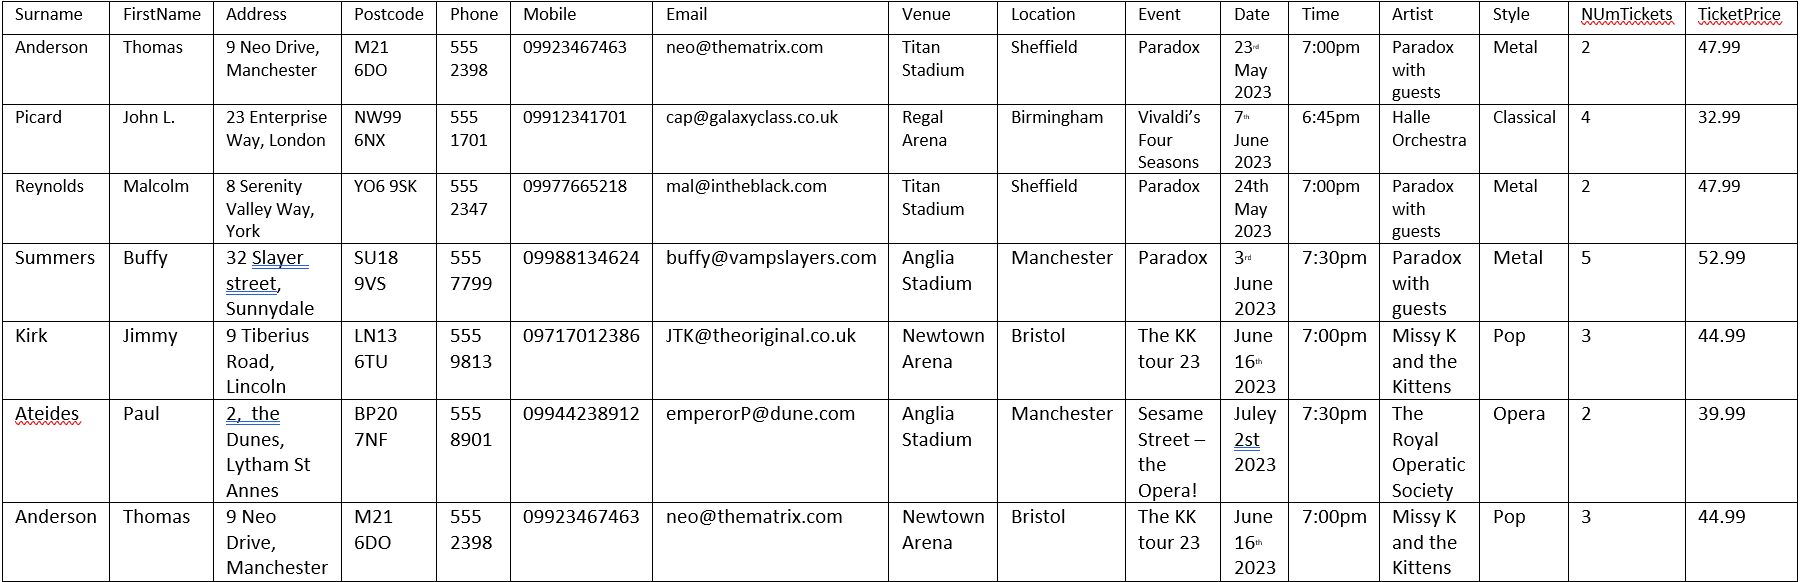 Surname FirstName Address Postcode Phone Mobile Email Venue Location Event Date Time Artist Style NUmTickets TicketPrice
Anderson Thomas 9 Neo Drive, M21 555 09923467463 neo@thematrix.com Titan Sheffield Paradox 23rd 7:00pm Paradox Metal 2 47.99
Manchester 6DO 2398 Stadium May with
2023 guests
Picard John L. 23 Enterprise NW99 555 09912341701 cap@galaxyclass.co.uk Regal Birmingham Vivaldi’s 7th 6:45pm Halle Classical 4 32.99
Way, London 6NX 1701 Arena Four June Orchestra
Seasons 2023
Reynolds Malcolm 8 Serenity YO6 9SK 555 09977665218 mal@intheblack.com Titan Sheffield Paradox 24th 7:00pm Paradox Metal 2 47.99
Valley Way, 2347 Stadium May with
York 2023 guests
Summers Buffy 32 Slayer SU18 555 09988134624 buffy@vampslayers.com Anglia Manchester Paradox 3rd 7:30pm Paradox Metal 5 52.99
street, 9VS 7799 Stadium June with
Sunnydale 2023 guests
Kirk Jimmy 9 Tiberius LN13 555 09717012386 JTK@theoriginal.co.uk Newtown Bristol The KK June 7:00pm Missy K Pop 3 44.99
Road, 6TU 9813 Arena tour 23 16th and the
Lincoln 2023 Kittens
Ateides Paul 2, the BP20 555 09944238912 emperorP@dune.com Anglia Manchester Sesame Juley 7:30pm The Opera 2 39.99
Dunes, 7NF 8901 Stadium Street – 2st Royal
Lytham St the 2023 Operatic
Annes Opera! Society
Anderson Thomas 9 Neo M21 555 09923467463 neo@thematrix.com Newtown Bristol The KK June 7:00pm Missy K Pop 3 44.99
Drive, 6DO 2398 Arena tour 23 16th and the
Manchester 2023 Kittens